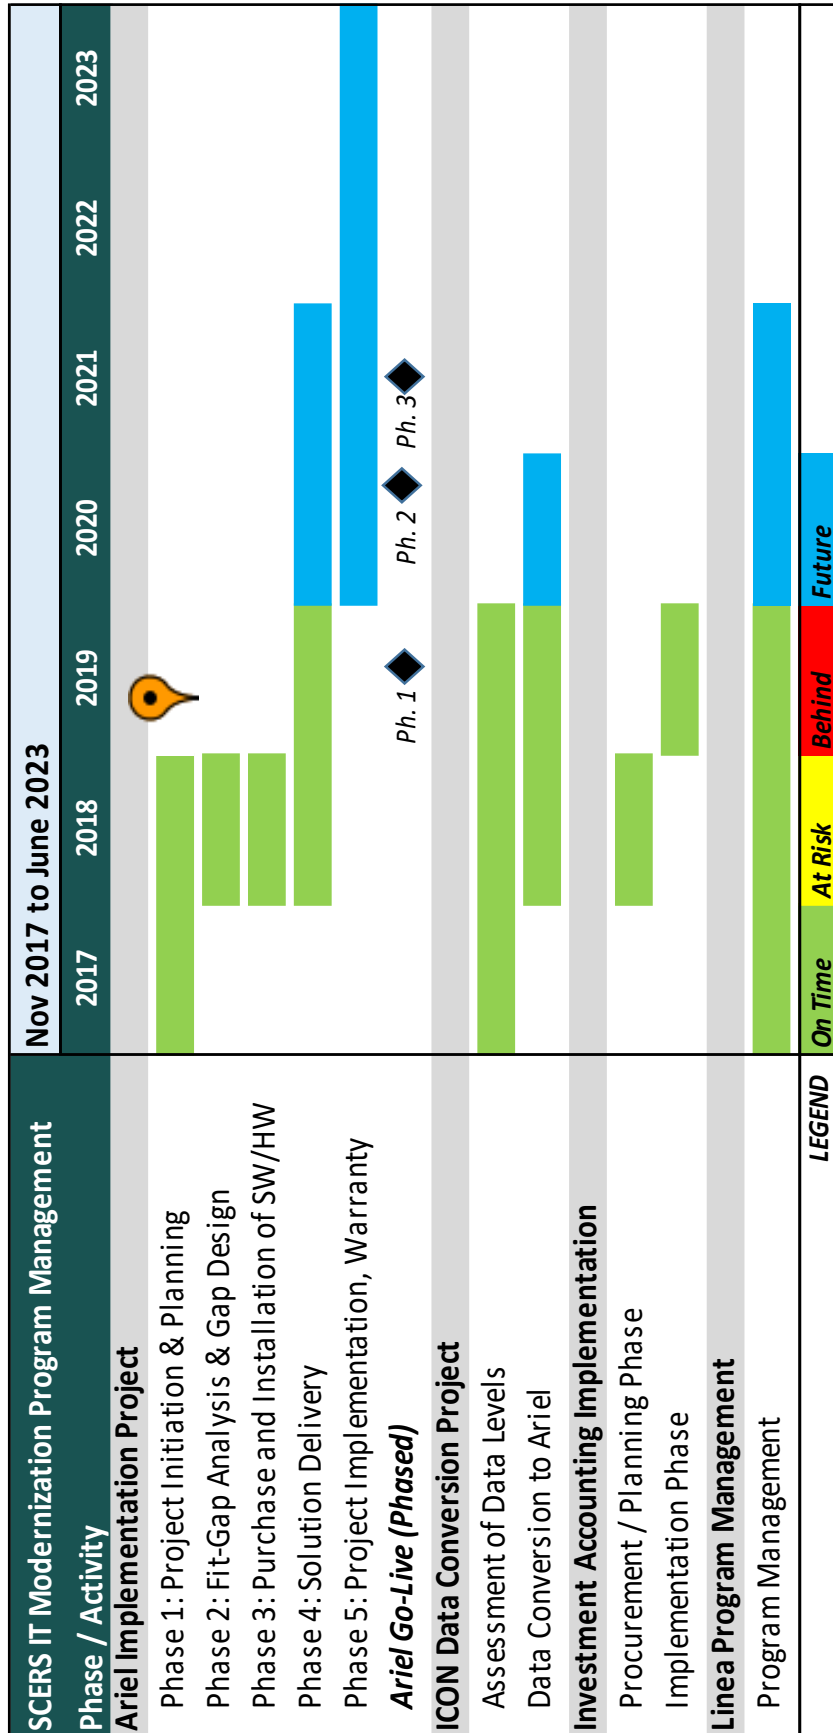 SCERS IT Modernization Program Management
Nov 2017 to June 2023
Phase / Activity
2017 2018 2019 2020 2021 2022 2023
Ariel Implementation Project
Phase 1: Project Initiation & Planning
Phase 2: Fit-Gap Analysis & Gap Design
Phase 3: Purchase and Installation of SW/HW
Phase 4: Solution Delivery
Phase 5: Project Implementation, Warranty
Ariel Go-Live (Phased)
Ph. 1 Ph. 2 Ph. 3
ICON Data Conversion Project
Assessment of Data Levels
Data Conversion to Ariel
Investment Accounting Implementation
Procurement / Planning Phase
Implementation Phase
Linea Program Management
Program Management
LEGEND On Time At Risk Behind Future